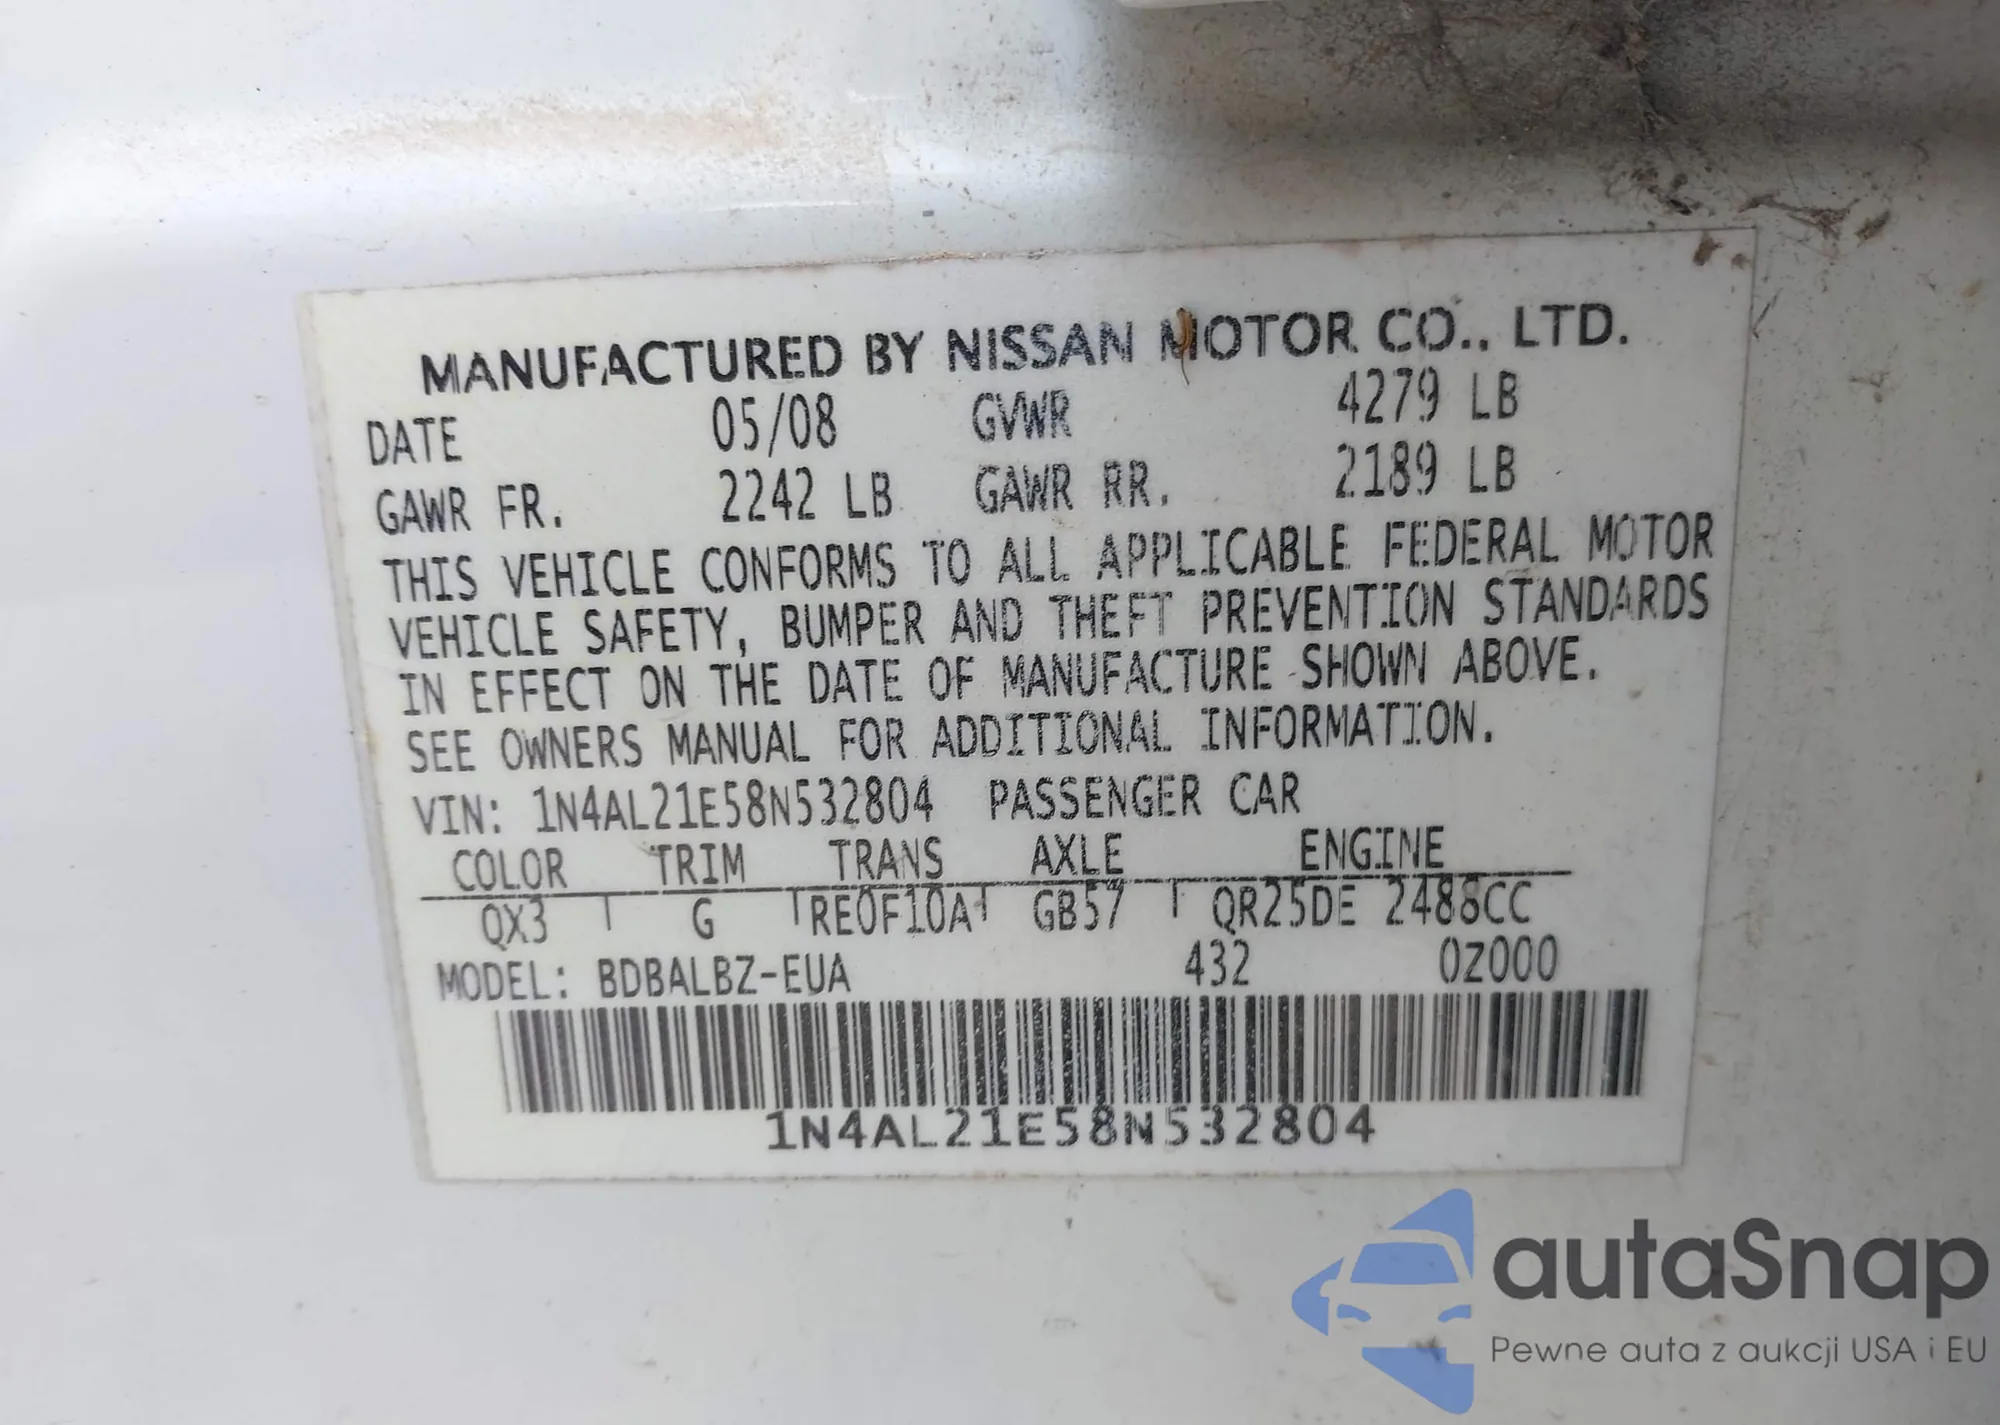 MANUFACTURED BY NISSAN MOTOR CO., LTD.
DATE 05/08 GVWR 4279 LB
GAWR FR. 2242 LB GAWR RR. 2189 LB
THIS VEHICLE CONFORMS TO ALL APPLICABLE FEDERAL MOTOR
VEHICLE SAFETY, BUMPER AND THEFT PREVENTION STANDARDS
IN EFFECT ON THE DATE OF MANUFACTURE SHOWN ABOVE.
SEE OWNERS MANUAL FOR ADDITIONAL INFORMATION.
VIN: 1N4AL21E58N532804 PASSENGER CAR
COLOR TRIM TRANS AXLE ENGINE
QX3 G RE0F10A GB57 QR25DE 2488CC
MODEL: BDBALBZ-EUA 432 0Z000
1N4AL21E58N532804
autaSnap
Pewne auta z aukcji USA i EU